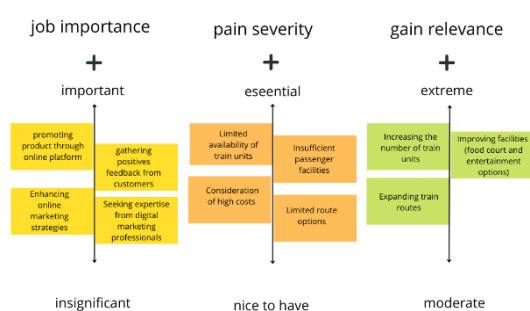 job importance
pain severity
gain relevance
+
+
+
important
eseential
extreme
promoting
product through
online platform
gathering
positives
feedback from
customers
Enhancing
online
marketing
strategies
Seeking expertise
from digital
marketing
professionals
Limited
availability of
train units
Insufficient
passenger
facilities
Consideration
of high costs
Limited route
options
Increasing the
number of train
units
Improving facilities
(food court and
entertainment
options)
Expanding train
routes
insignificant
nice to have
moderate